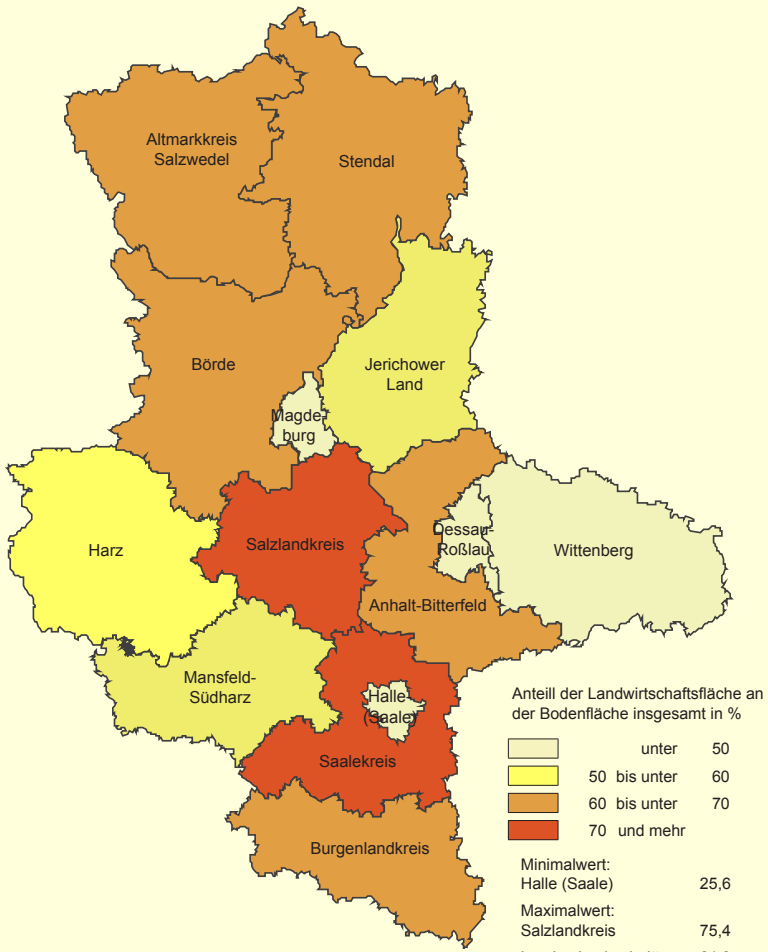 Altmarkkreis
Salzwedel
Stendal
Börde
Jerichower
Land
Magde-
burg
Harz
Salzlandkreis
Dessau-
Roßlau
Wittenberg
Anhalt-Bitterfeld
Mansfeld-
Südharz
Halle
(Saale)
Saalekreis
Burgenlandkreis
Anteill der Landwirtschaftsfläche an
der Bodenfläche insgesamt in %
unter 50
50 bis unter 60
60 bis unter 70
70 und mehr
Minimalwert:
Halle (Saale) 25,6
Maximalwert:
Salzlandkreis 75,4